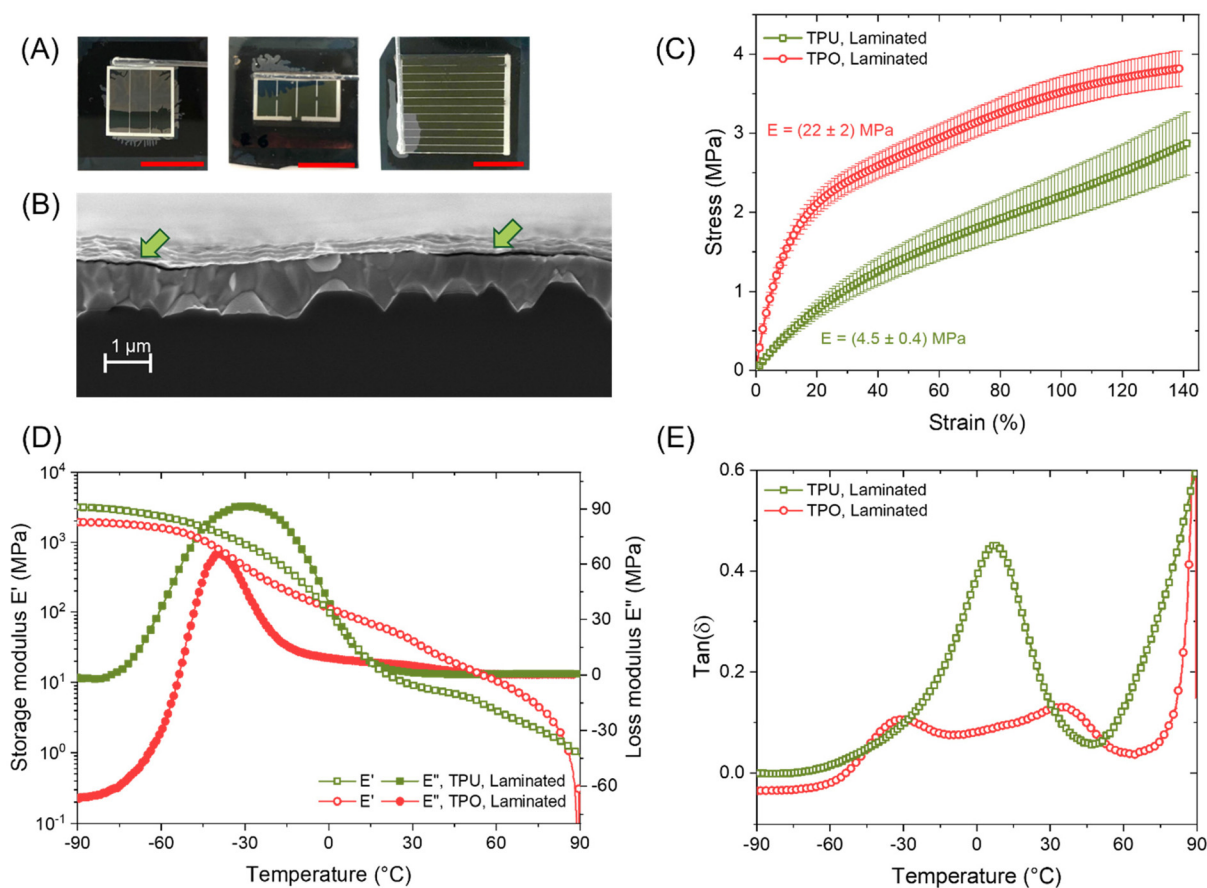 (A)
(B)
1 μm
(C)
TPU, Laminated
TPO, Laminated
E = (22 ± 2) MPa
E = (4.5 ± 0.4) MPa
Stress (MPa)
4
3
2
1
0
0 20 40 60 80 100 120 140
Strain (%)
(D)
Storage modulus E' (MPa)
10⁴
10³
10²
10¹
10⁰
10⁻¹
Loss modulus E" (MPa)
90
60
30
0
-30
-60
E' E", TPU, Laminated
E' E", TPO, Laminated
-90 -60 -30 0 30 60 90
Temperature (°C)
(E)
TPU, Laminated
TPO, Laminated
Tan(δ)
0.6
0.4
0.2
0.0
-90 -60 -30 0 30 60 90
Temperature (°C)